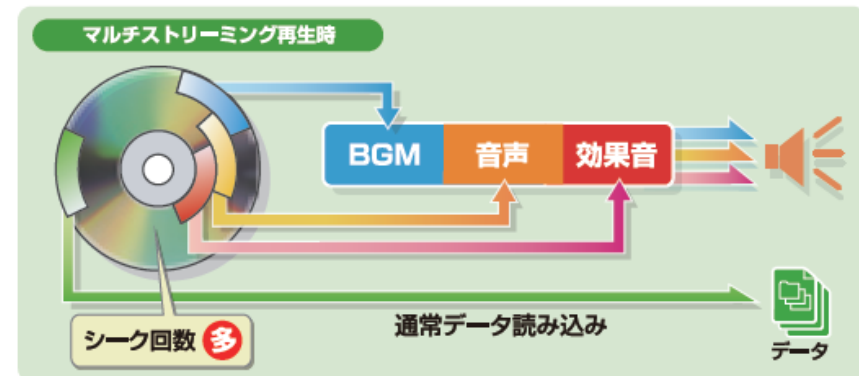 マルチストリーミング再生時
BGM
音声
効果音
シーク回数 多
通常データ読み込み
データ